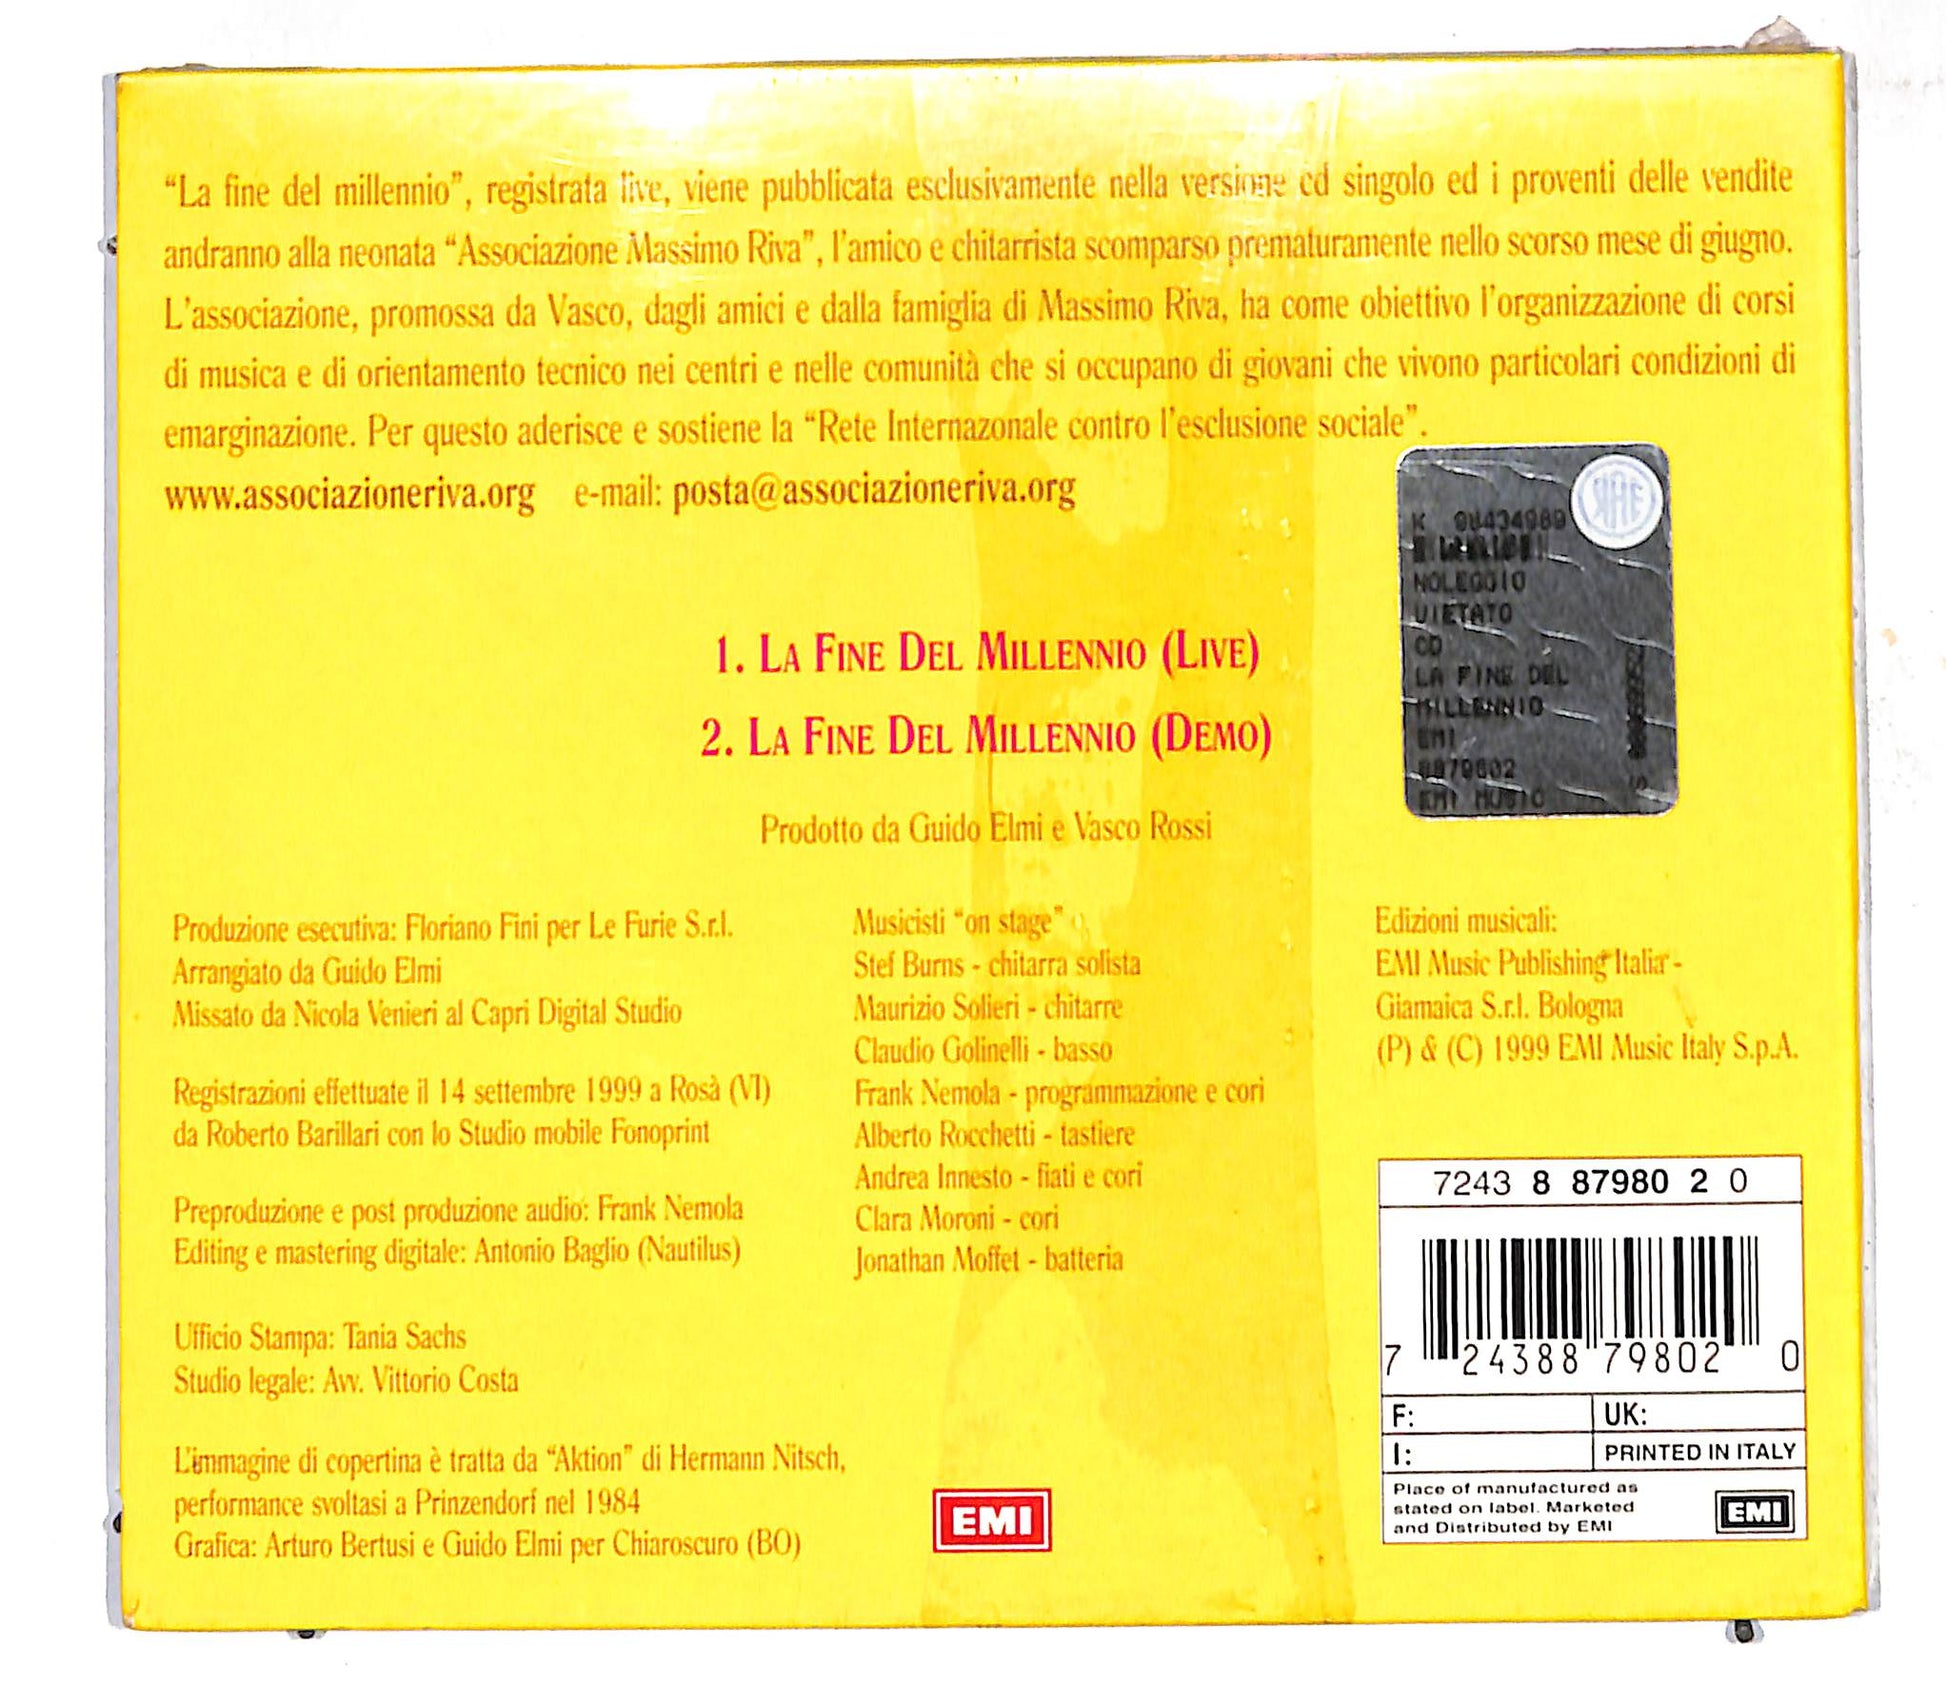 “La fine del millennio”, registrata live, viene pubblicata esclusivamente nella versione cd singolo ed i proventi delle vendite
andranno alla neonata “Associazione Massimo Riva”, l'amico e chitarrista scomparso prematuramente nello scorso mese di giugno.
L'associazione, promossa da Vasco, dagli amici e dalla famiglia di Massimo Riva, ha come obiettivo l'organizzazione di corsi
di musica e di orientamento tecnico nei centri e nelle comunità che si occupano di giovani che vivono particolari condizioni di
emarginazione. Per questo aderisce e sostiene la “Rete Internazonale contro l'esclusione sociale”.
www.associazioneriva.org e-mail: posta@associazioneriva.org
K 98434989
NOLEGGIO
VIETATO
CD
LA FINE DEL
MILLENNIO
EMI
8879802
EMI MUSIC
1. La Fine Del Millennio (Live)
2. La Fine Del Millennio (Demo)
Prodotto da Guido Elmi e Vasco Rossi
Produzione esecutiva: Floriano Fini per Le Furie S.r.l.
Arrangiato da Guido Elmi
Missato da Nicola Venieri al Capri Digital Studio
Registrazioni effettuate il 14 settembre 1999 a Rosà (VI)
da Roberto Barillari con lo Studio mobile Fonoprint
Preproduzione e post produzione audio: Frank Nemola
Editing e mastering digitale: Antonio Baglio (Nautilus)
Ufficio Stampa: Tania Sachs
Studio legale: Avv. Vittorio Costa
L'immagine di copertina è tratta da “Aktion” di Hermann Nitsch,
performance svoltasi a Prinzendorf nel 1984
Grafica: Arturo Bertusi e Guido Elmi per Chiaroscuro (BO)
Musicisti “on stage”
Stef Burns - chitarra solista
Maurizio Solieri - chitarre
Claudio Golinelli - basso
Frank Nemola - programmazione e cori
Alberto Rocchetti - tastiere
Andrea Innesto - fiati e cori
Clara Moroni - cori
Jonathan Moffet - batteria
EMI
Edizioni musicali:
EMI Music Publishing Italia -
Giamaica S.r.l. Bologna
(P) & (C) 1999 EMI Music Italy S.p.A.
7243 8 87980 2 0
7 24388 79802 0
F: UK:
I: PRINTED IN ITALY
Place of manufactured as
stated on label. Marketed
and Distributed by EMI
EMI